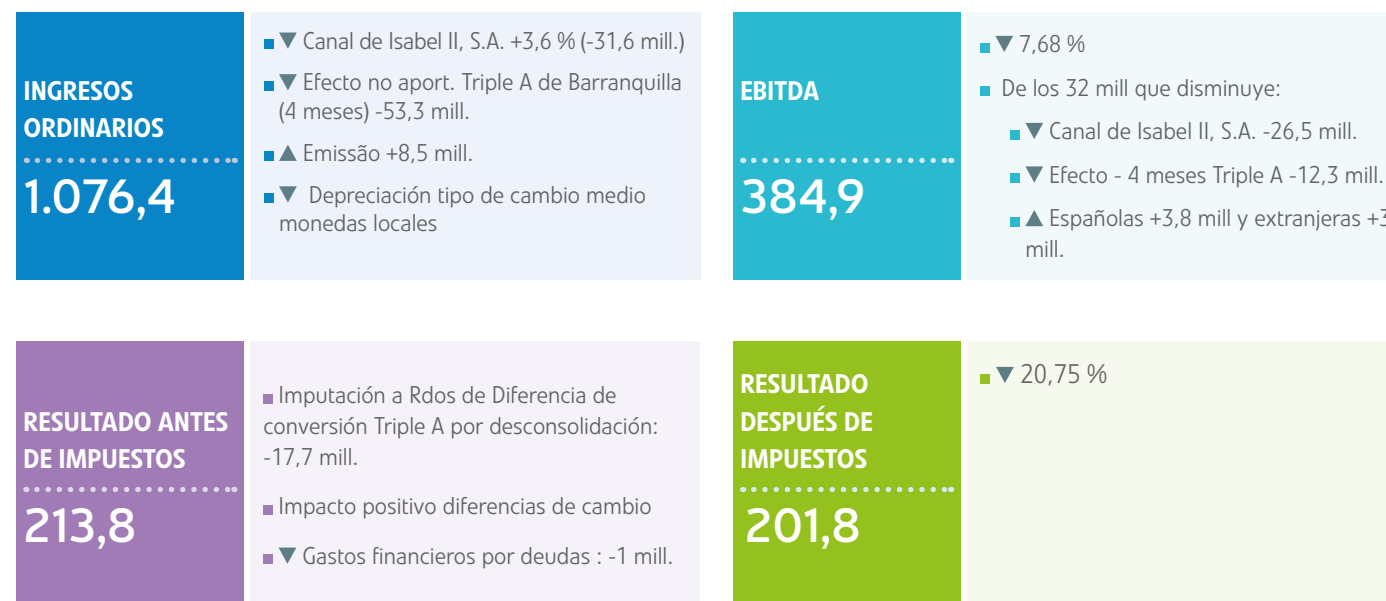 INGRESOS
ORDINARIOS
1.076,4
▼ Canal de Isabel II, S.A. +3,6 % (-31,6 mill.)
▼ Efecto no aport. Triple A de Barranquilla
(4 meses) -53,3 mill.
▲ Emissão +8,5 mill.
▼ Depreciación tipo de cambio medio
monedas locales
EBITDA
384,9
▼ 7,68 %
De los 32 mill que disminuye:
▼ Canal de Isabel II, S.A. -26,5 mill.
▼ Efecto - 4 meses Triple A -12,3 mill.
▲ Españolas +3,8 mill y extranjeras
mill.
RESULTADO ANTES
DE IMPUESTOS
213,8
Imputación a Rdos de Diferencia de
conversión Triple A por desconsolidación:
-17,7 mill.
Impacto positivo diferencias de cambio
▼ Gastos financieros por deudas : -1 mill.
RESULTADO
DESPUÉS DE
IMPUESTOS
201,8
▼ 20,75 %